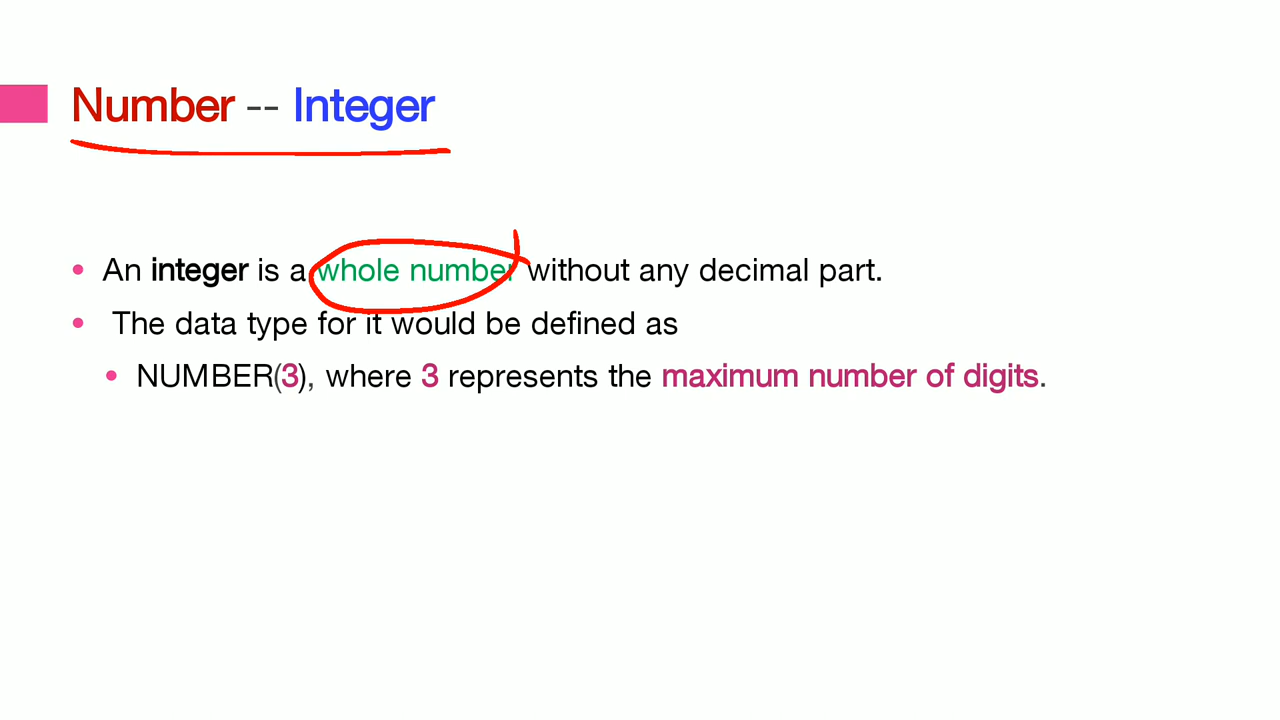 Number -- Integer
• An integer is a whole number without any decimal part.
• The data type for it would be defined as
• NUMBER(3), where 3 represents the maximum number of digits.